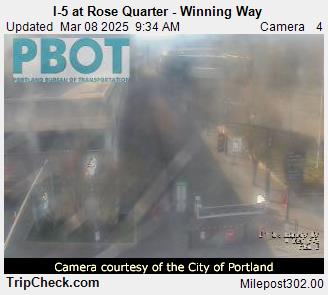 I-5 at Rose Quarter - Winning Way
Updated Mar 08 2025 9:34 AM Camera 4
PBOT
PORTLAND BUREAU OF TRANSPORTATION
Camera courtesy of the City of Portland
TripCheck.com Milepost302.00